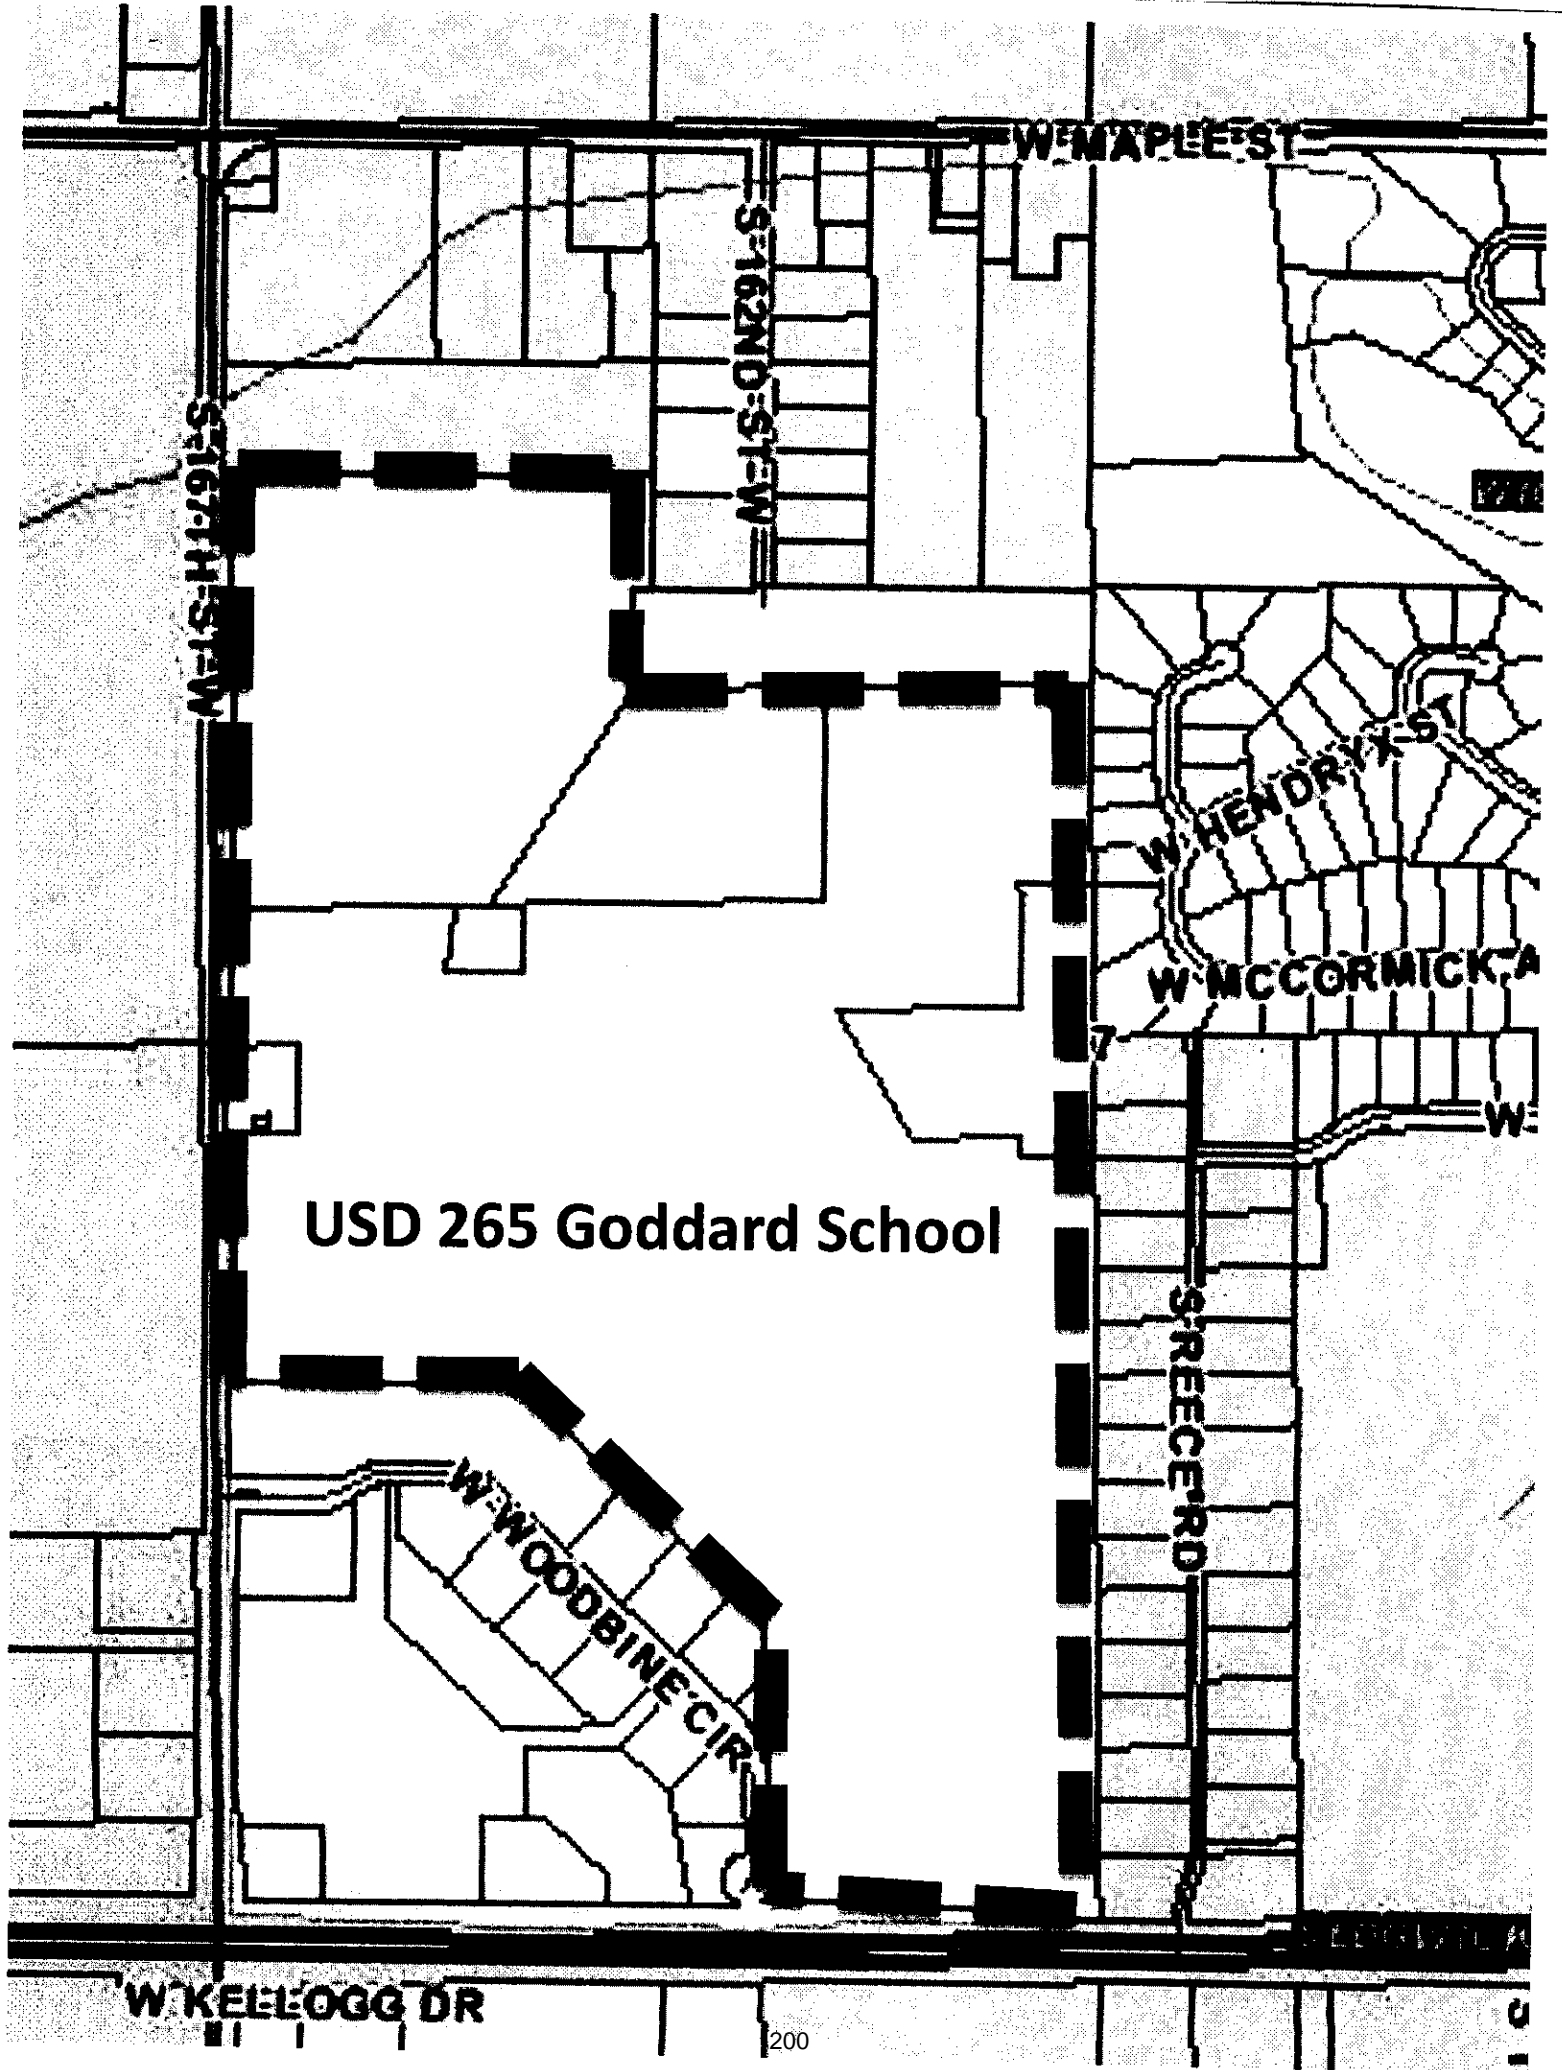 W MAPLE ST
S 162ND ST W
S 167TH ST W
W HENDRYX ST
W MCCORMICK A
7
W
USD 265 Goddard School
S REECE RD
W WOODBINE CIR
W KELLOGG DR
200